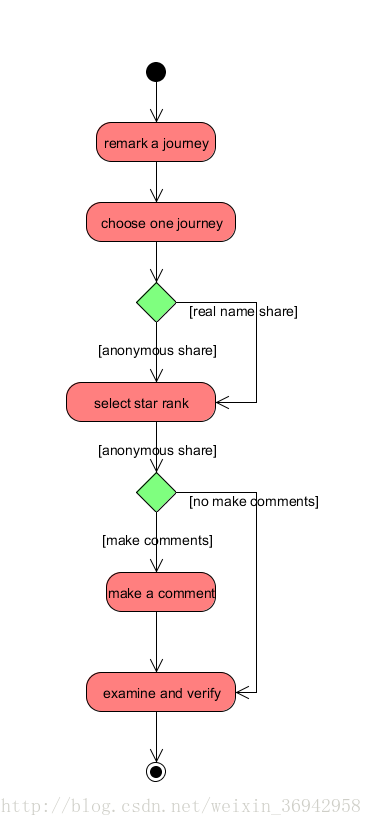 remark a journey
choose one journey
[real name share]
[anonymous share]
select star rank
[anonymous share]
[no make comments]
[make comments]
make a comment
examine and verify
http://blog.csdn.net/weixin_36942958